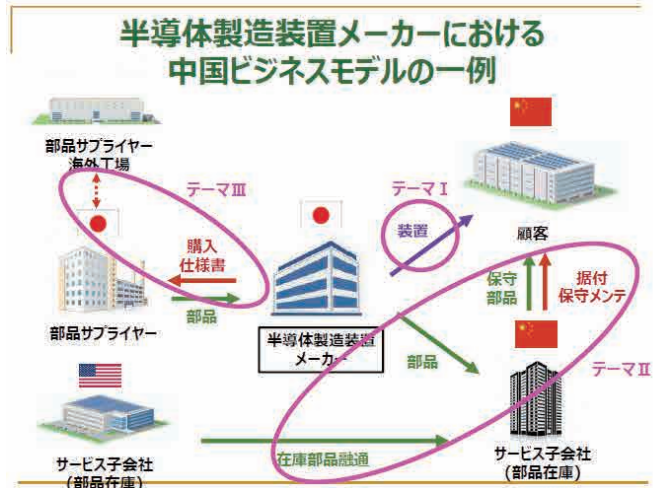 半導体製造装置メーカーにおける
中国ビジネスモデルの一例
部品サプライヤー
海外工場
テーマⅢ
テーマⅠ
購入
仕様書
装置
顧客
部品
保守
部品
据付
保守メンテ
部品サプライヤー
半導体製造装置
メーカー
部品
テーマⅡ
在庫部品融通
サービス子会社
(部品在庫)
サービス子会社
(部品在庫)